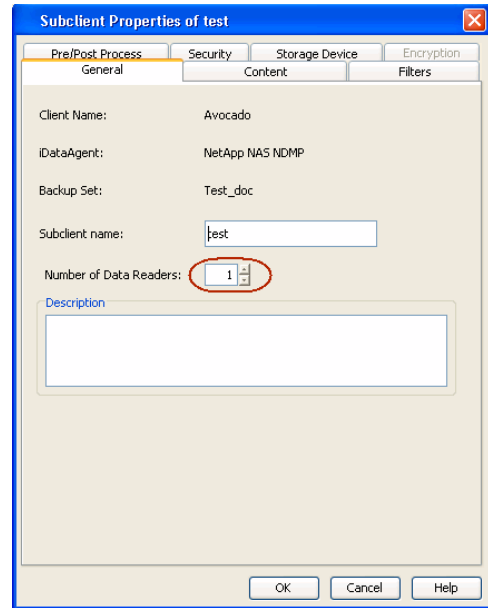 Subclient Properties of test
Pre/Post Process Security Storage Device Encryption
General Content Filters
Client Name: Avocado
iDataAgent: NetApp NAS NDMP
Backup Set: Test_doc
Subclient name: test
Number of Data Readers: 1
Description
OK Cancel Help